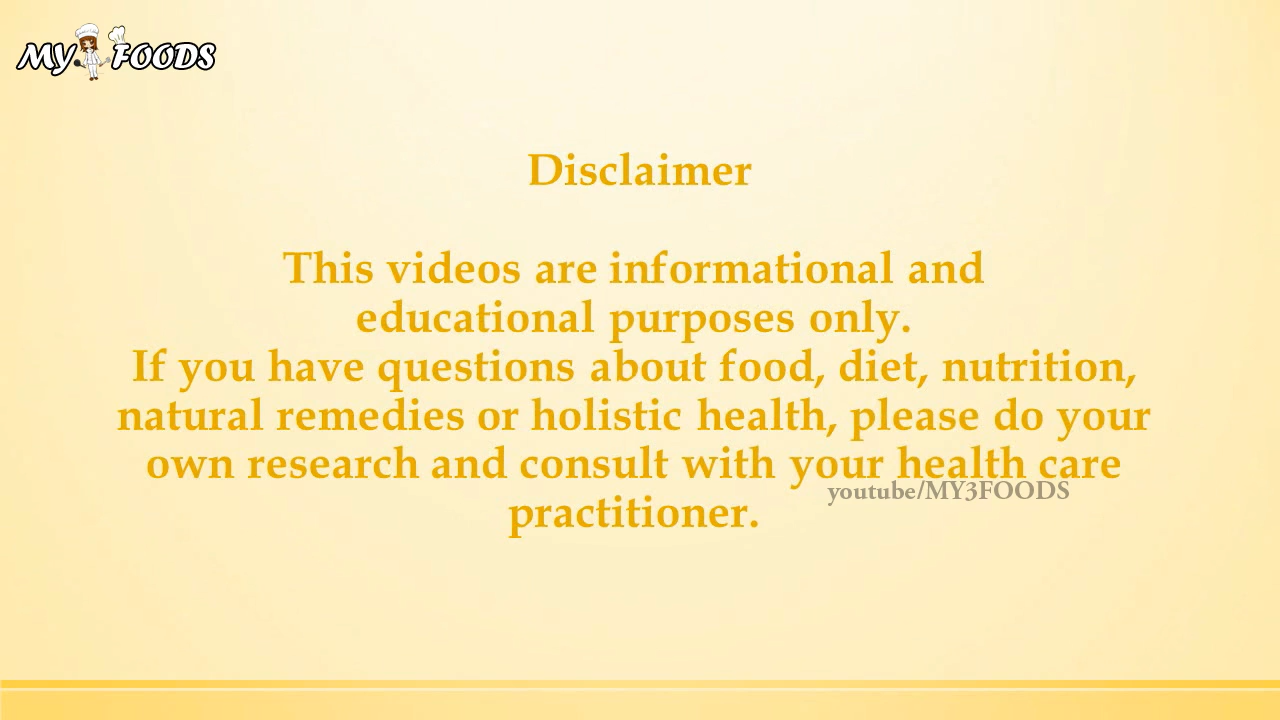 MY FOODS
Disclaimer
This videos are informational and
educational purposes only.
If you have questions about food, diet, nutrition,
natural remedies or holistic health, please do your
own research and consult with your health care
youtube/MY3FOODS
practitioner.